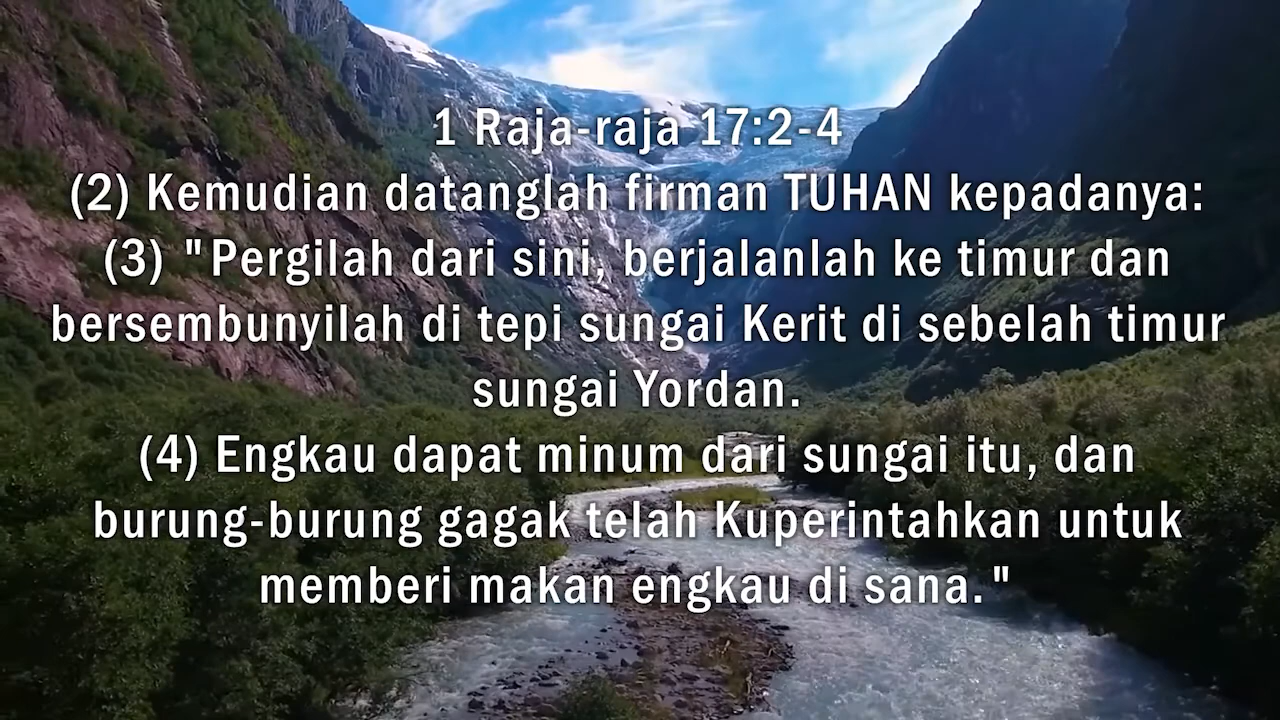 1 Raja-raja 17:2-4
(2) Kemudian datanglah firman TUHAN kepadanya:
(3) "Pergilah dari sini, berjalanlah ke timur dan
bersembunyilah di tepi sungai Kerit di sebelah timur
sungai Yordan.
(4) Engkau dapat minum dari sungai itu, dan
burung-burung gagak telah Kuperintahkan untuk
memberi makan engkau di sana."